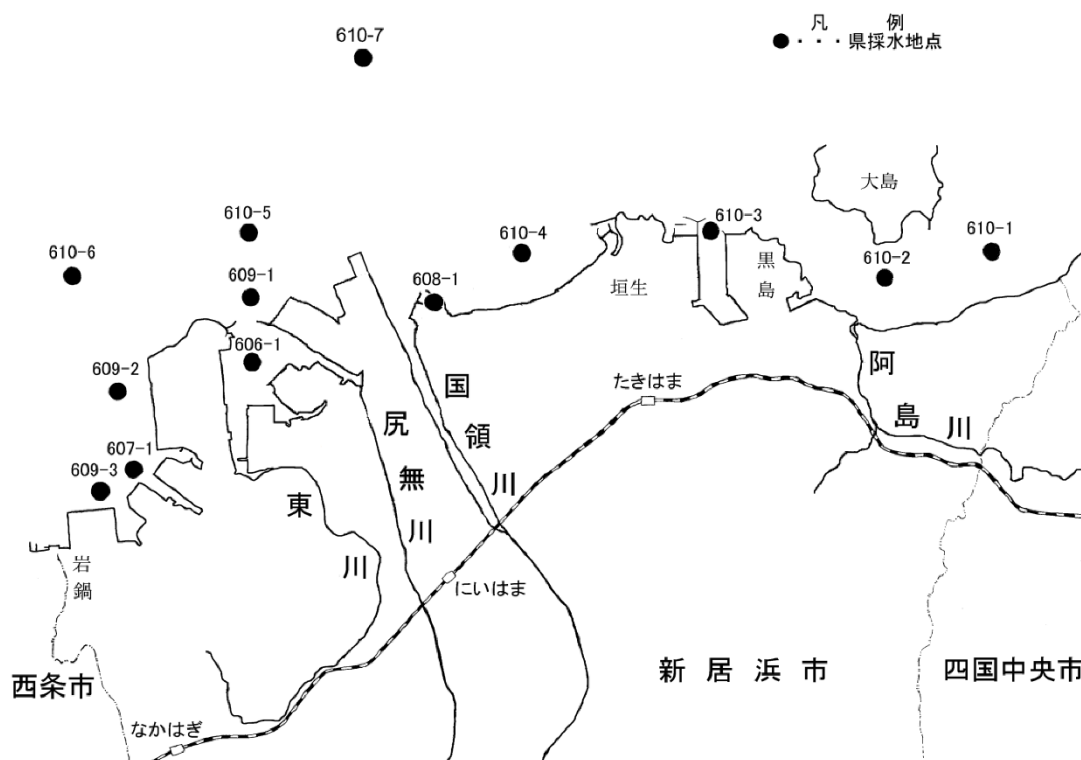 凡 例
●・・・県採水地点
610-7
大島
610-5
610-3
610-1
610-4
610-6
610-2
黒島
609-1
608-1
垣生
606-1
阿島川
609-2
たきはま
国領川
尻無川
607-1
609-3
東川
岩鍋
にいはま
西条市
新居浜市
四国中央市
なかはぎ